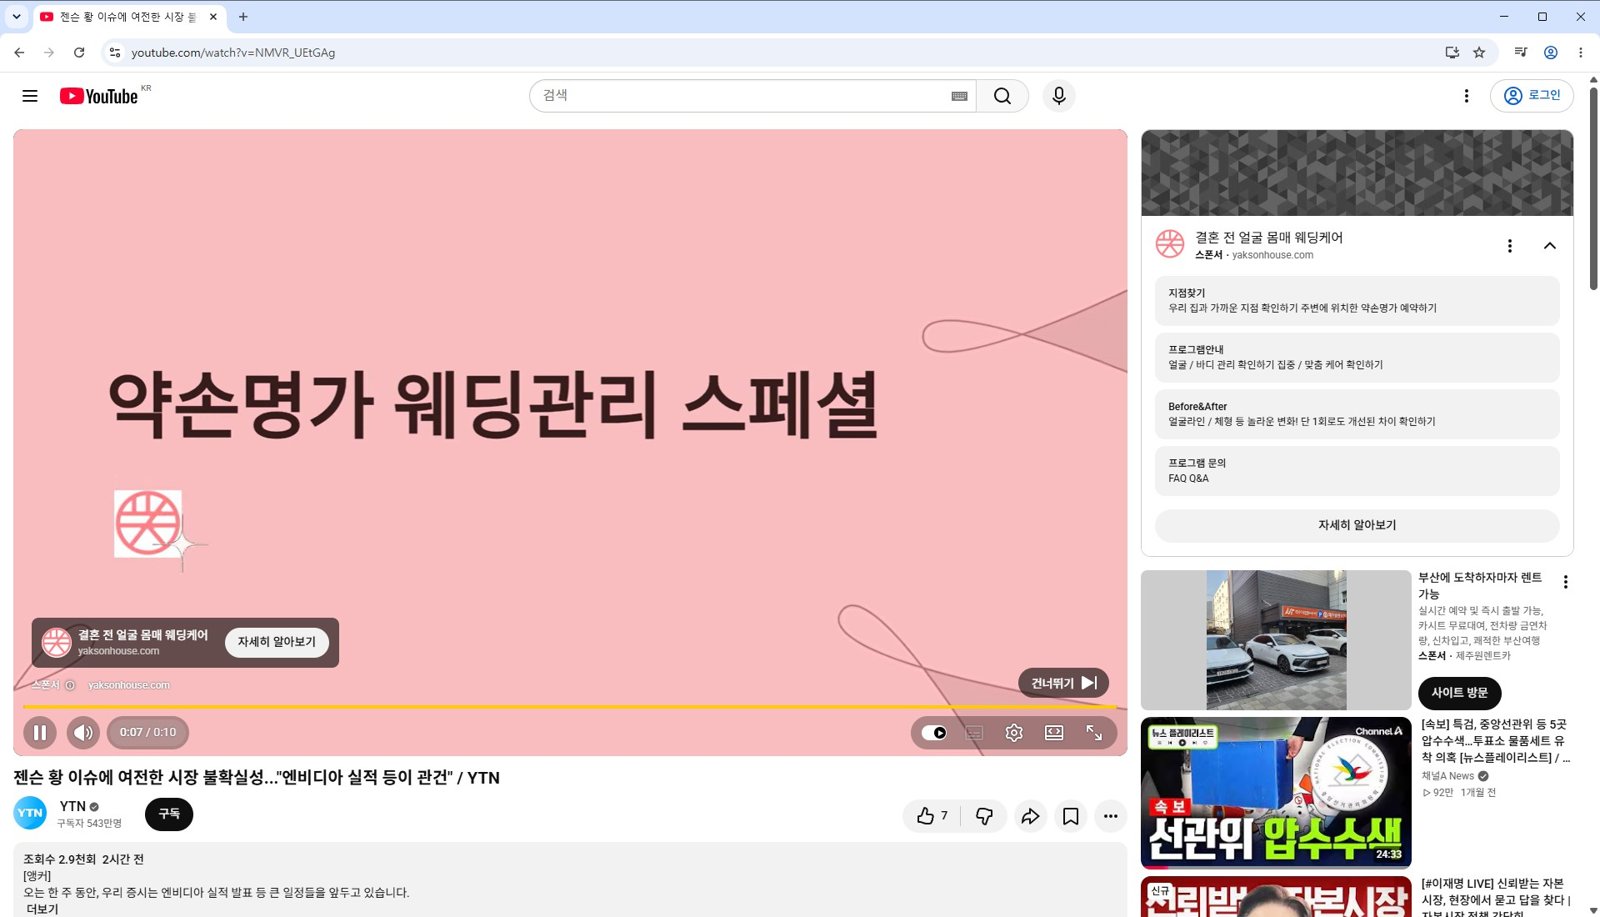 젠슨 황 이슈에 여전한 시장 불
youtube.com/watch?v=NMVR_UEtGAg
YouTube KR
검색
로그인
약손명가 웨딩관리 스페셜
결혼 전 얼굴 몸매 웨딩케어
yaksonhouse.com
자세히 알아보기
스폰서
yaksonhouse.com
건너뛰기
0:07 / 0:10
젠슨 황 이슈에 여전한 시장 불확실성..."엔비디아 실적 등이 관건" / YTN
YTN
YTN
구독자 543만명
구독
7
조회수 2.9천회 2시간 전
[앵커]
오는 한 주 동안, 우리 증시는 엔비디아 실적 발표 등 큰 일정들을 앞두고 있습니다.
더보기
결혼 전 얼굴 몸매 웨딩케어
스폰서 · yaksonhouse.com
지점찾기
우리 집과 가까운 지점 확인하기 주변에 위치한 약손명가 예약하기
프로그램안내
얼굴 / 바디 관리 확인하기 집중 / 맞춤 케어 확인하기
Before&After
얼굴라인 / 체형 등 놀라운 변화! 단 1회로도 개선된 차이 확인하기
프로그램 문의
FAQ Q&A
자세히 알아보기
부산에 도착하자마자 렌트
가능
실시간 예약 및 즉시 출발 가능,
카시트 무료대여, 전차량 금연차
량, 신차입고, 쾌적한 부산여행
스폰서 · 제주원렌트카
사이트 방문
뉴스 플레이리스트
Channel A
NATIONAL ELECTION COMMISSION
속보
선관위 압수수색
24:33
[속보] 특검, 중앙선관위 등 5곳
압수수색…투표소 물품세트 유
착 의혹 [뉴스플레이리스트] / ...
채널A News
92만 1개월 전
신규
신뢰받는 자본시장
[#이재명 LIVE] 신뢰받는 자본
시장, 현장에서 묻고 답을 찾다 |
자본시장 정책 간담회